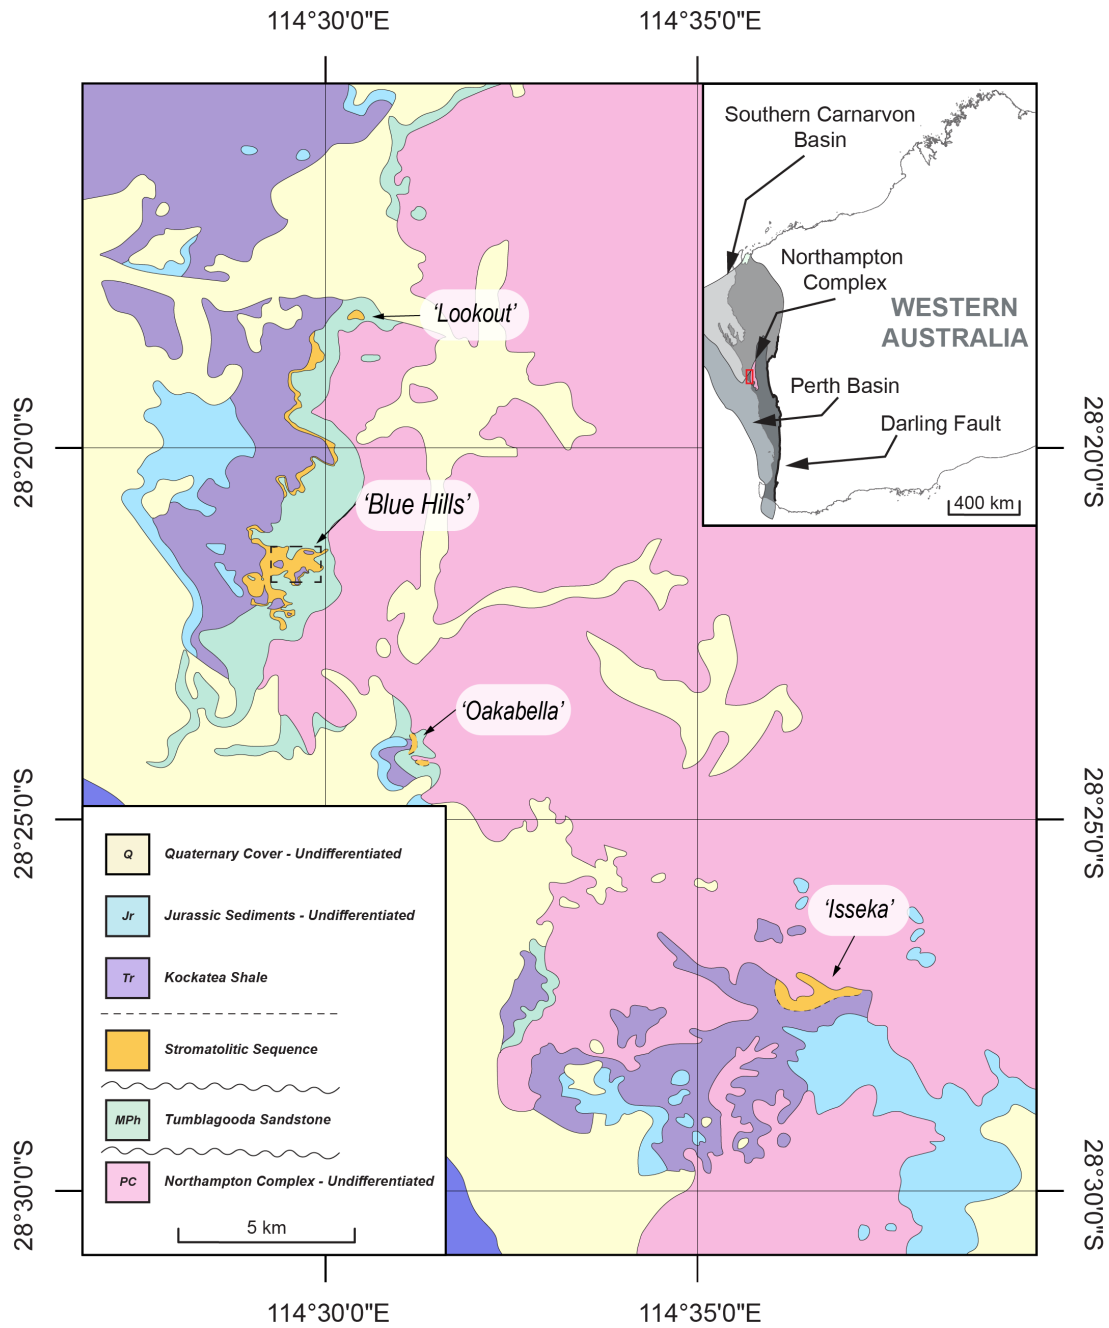 114°30'0"E
114°35'0"E
Southern Carnarvon
Basin
Northampton
Complex
WESTERN
AUSTRALIA
Perth Basin
Darling Fault
400 km
'Lookout'
28°20'0"S
28°20'0"S
'Blue Hills'
'Oakabella'
28°25'0"S
28°25'0"S
'Isseka'
Q Quaternary Cover - Undifferentiated
Jr Jurassic Sediments - Undifferentiated
Tr Kockatea Shale
Stromatolitic Sequence
MPh Tumblagooda Sandstone
PC Northampton Complex - Undifferentiated
5 km
28°30'0"S
28°30'0"S
114°30'0"E
114°35'0"E